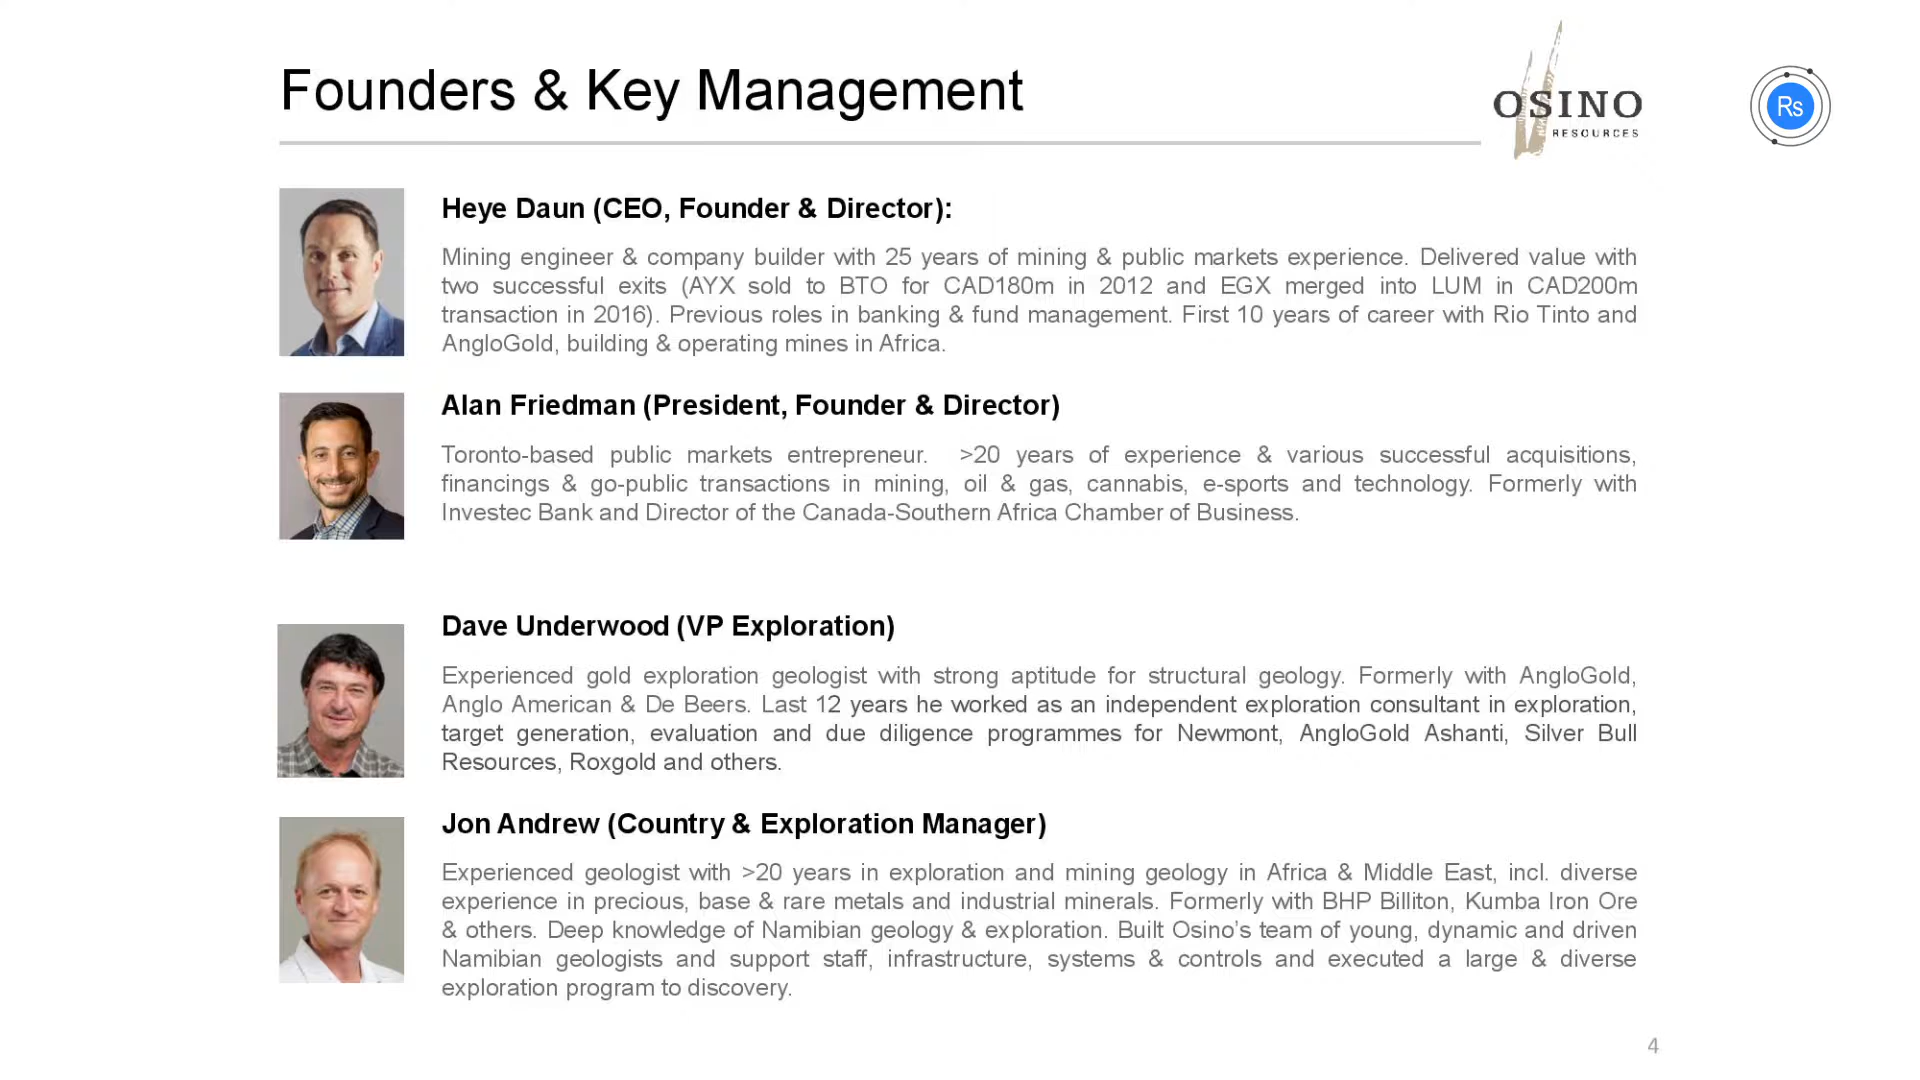 Founders & Key Management
OSINO
RESOURCES
Rs
Heye Daun (CEO, Founder & Director):
Mining engineer & company builder with 25 years of mining & public markets experience. Delivered value with
two successful exits (AYX sold to BTO for CAD180m in 2012 and EGX merged into LUM in CAD200m
transaction in 2016). Previous roles in banking & fund management. First 10 years of career with Rio Tinto and
AngloGold, building & operating mines in Africa.
Alan Friedman (President, Founder & Director)
Toronto-based public markets entrepreneur. >20 years of experience & various successful acquisitions,
financings & go-public transactions in mining, oil & gas, cannabis, e-sports and technology. Formerly with
Investec Bank and Director of the Canada-Southern Africa Chamber of Business.
Dave Underwood (VP Exploration)
Experienced gold exploration geologist with strong aptitude for structural geology. Formerly with AngloGold,
Anglo American & De Beers. Last 12 years he worked as an independent exploration consultant in exploration,
target generation, evaluation and due diligence programmes for Newmont, AngloGold Ashanti, Silver Bull
Resources, Roxgold and others.
Jon Andrew (Country & Exploration Manager)
Experienced geologist with >20 years in exploration and mining geology in Africa & Middle East, incl. diverse
experience in precious, base & rare metals and industrial minerals. Formerly with BHP Billiton, Kumba Iron Ore
& others. Deep knowledge of Namibian geology & exploration. Built Osino’s team of young, dynamic and driven
Namibian geologists and support staff, infrastructure, systems & controls and executed a large & diverse
exploration program to discovery.
4